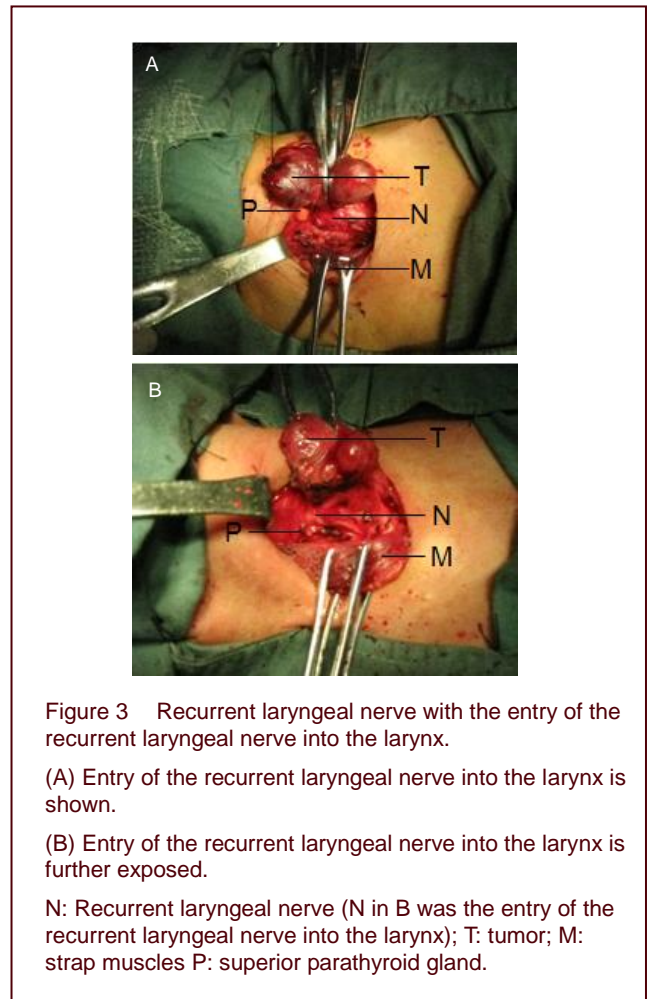 A
T
P
N
M
B
T
N
P
M
Figure 3 Recurrent laryngeal nerve with the entry of the
recurrent laryngeal nerve into the larynx.
(A) Entry of the recurrent laryngeal nerve into the larynx is
shown.
(B) Entry of the recurrent laryngeal nerve into the larynx is
further exposed.
N: Recurrent laryngeal nerve (N in B was the entry of the
recurrent laryngeal nerve into the larynx); T: tumor; M:
strap muscles P: superior parathyroid gland.